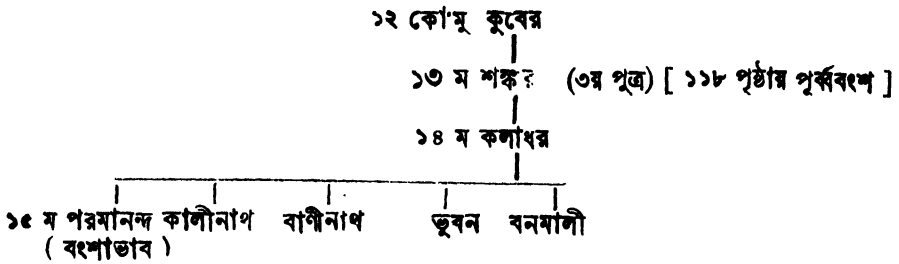 ১২ কো'মু কুবের
১৩ ম শঙ্কর (৩য় পুত্র) [ ১১৮ পৃষ্ঠায় পূর্ব্ববংশ ]
১৪ ম কলাধর
১৫ ম পরমানন্দ কালীনাথ বাণীনাথ ভুবন বনমালী
( বংশাভাব )